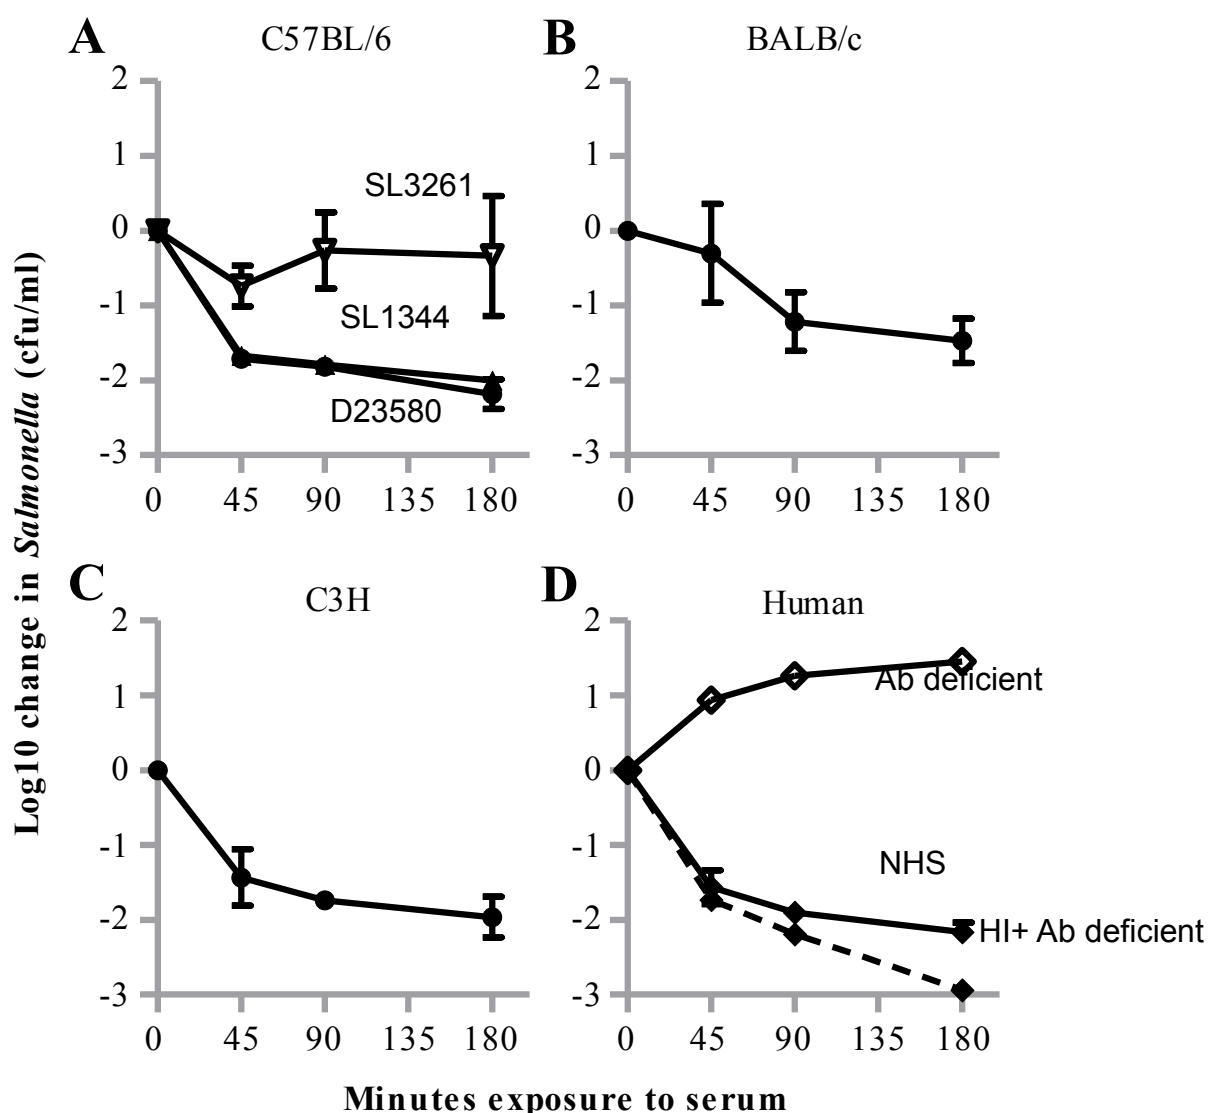 A C57BL/6
2
1
0
-1
-2
-3
SL3261
SL1344
D23580
0 45 90 135 180
B BALB/c
2
1
0
-1
-2
-3
0 45 90 135 180
C C3H
2
1
0
-1
-2
-3
0 45 90 135 180
D Human
2
1
0
-1
-2
-3
Ab deficient
NHS
HI+ Ab deficient
0 45 90 135 180
Log10 change in Salmonella (cfu/ml)
Minutes exposure to serum